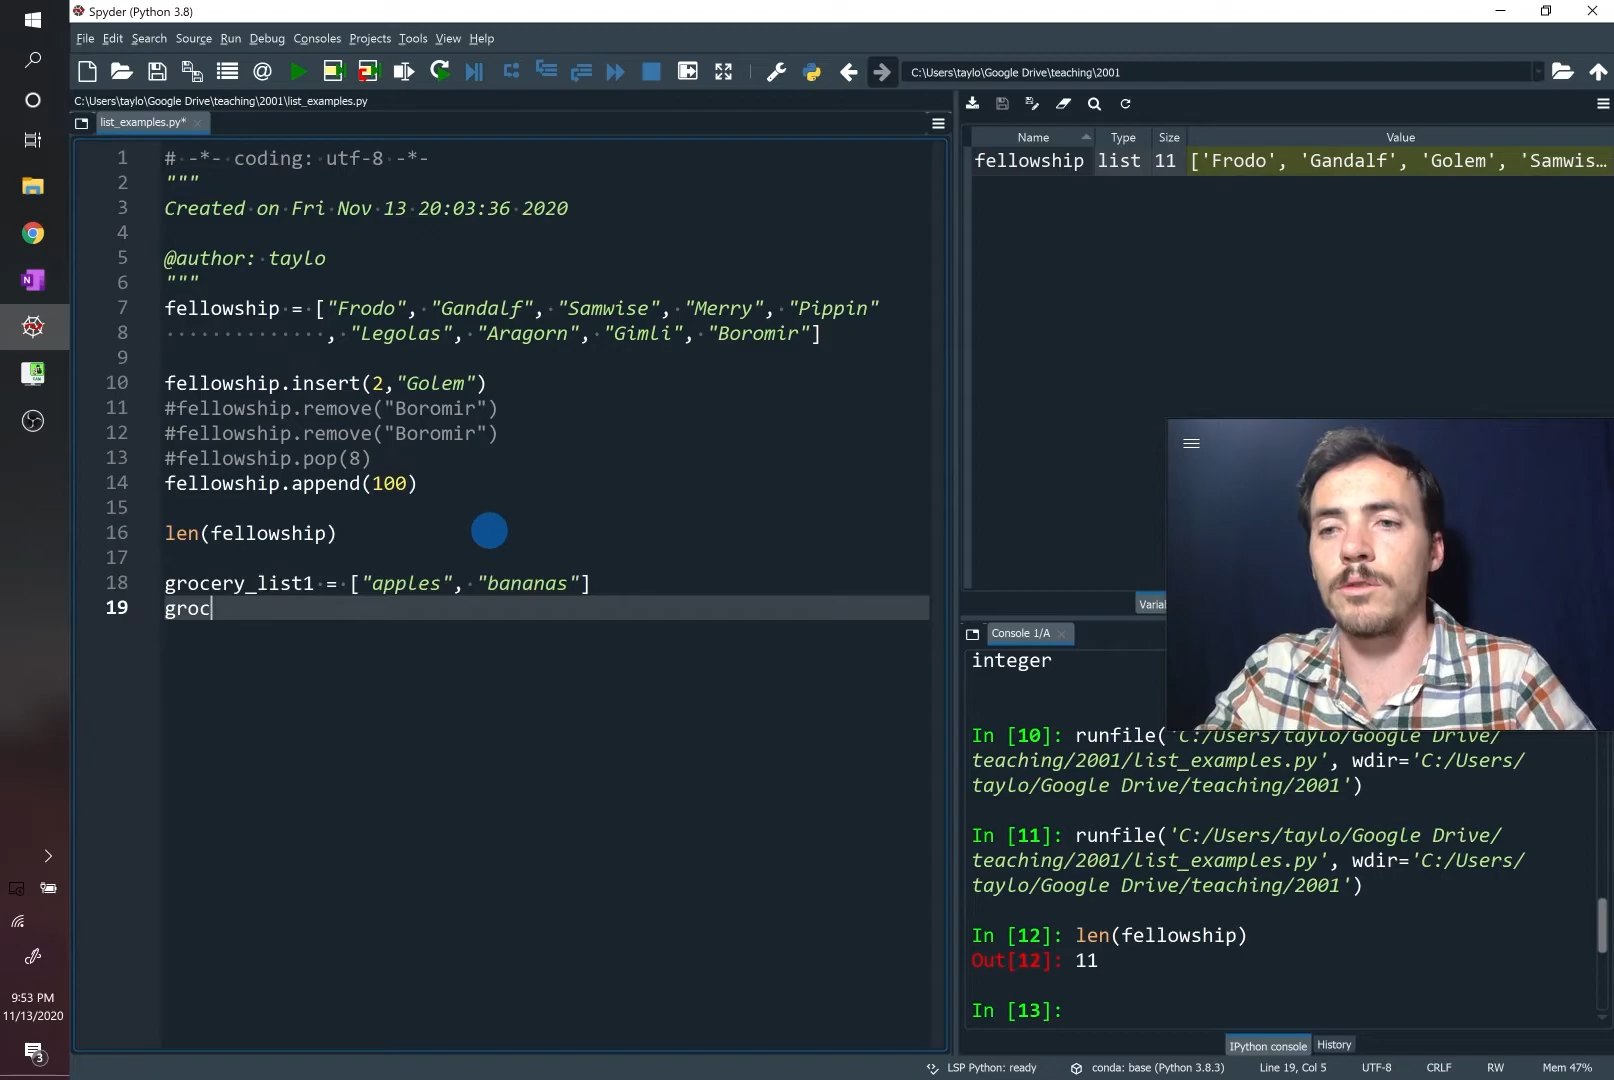 Spyder (Python 3.8)
File Edit Search Source Run Debug Consoles Projects Tools View Help
C:\Users\taylo\Google Drive\teaching\2001
C:\Users\taylo\Google Drive\teaching\2001\list_examples.py
list_examples.py*
1 # -*- coding: utf-8 -*-
2 """
3 Created on Fri Nov 13 20:03:36 2020
4
5 @author: taylo
6 """
7 fellowship = ["Frodo", "Gandalf", "Samwise", "Merry", "Pippin"
8 , "Legolas", "Aragorn", "Gimli", "Boromir"]
9
10 fellowship.insert(2,"Golem")
11 #fellowship.remove("Boromir")
12 #fellowship.remove("Boromir")
13 #fellowship.pop(8)
14 fellowship.append(100)
15
16 len(fellowship)
17
18 grocery_list1 = ["apples", "bananas"]
19 groc
Name Type Size Value
fellowship list 11 ['Frodo', 'Gandalf', 'Golem', 'Samwis...
Variab
Console 1/A
integer
In [10]: runfile('C:/Users/taylo/Google Drive/
teaching/2001/list_examples.py', wdir='C:/Users/
taylo/Google Drive/teaching/2001')
In [11]: runfile('C:/Users/taylo/Google Drive/
teaching/2001/list_examples.py', wdir='C:/Users/
taylo/Google Drive/teaching/2001')
In [12]: len(fellowship)
Out[12]: 11
In [13]:
IPython console History
LSP Python: ready conda: base (Python 3.8.3) Line 19, Col 5 UTF-8 CRLF RW Mem 47%
9:53 PM
11/13/2020
3